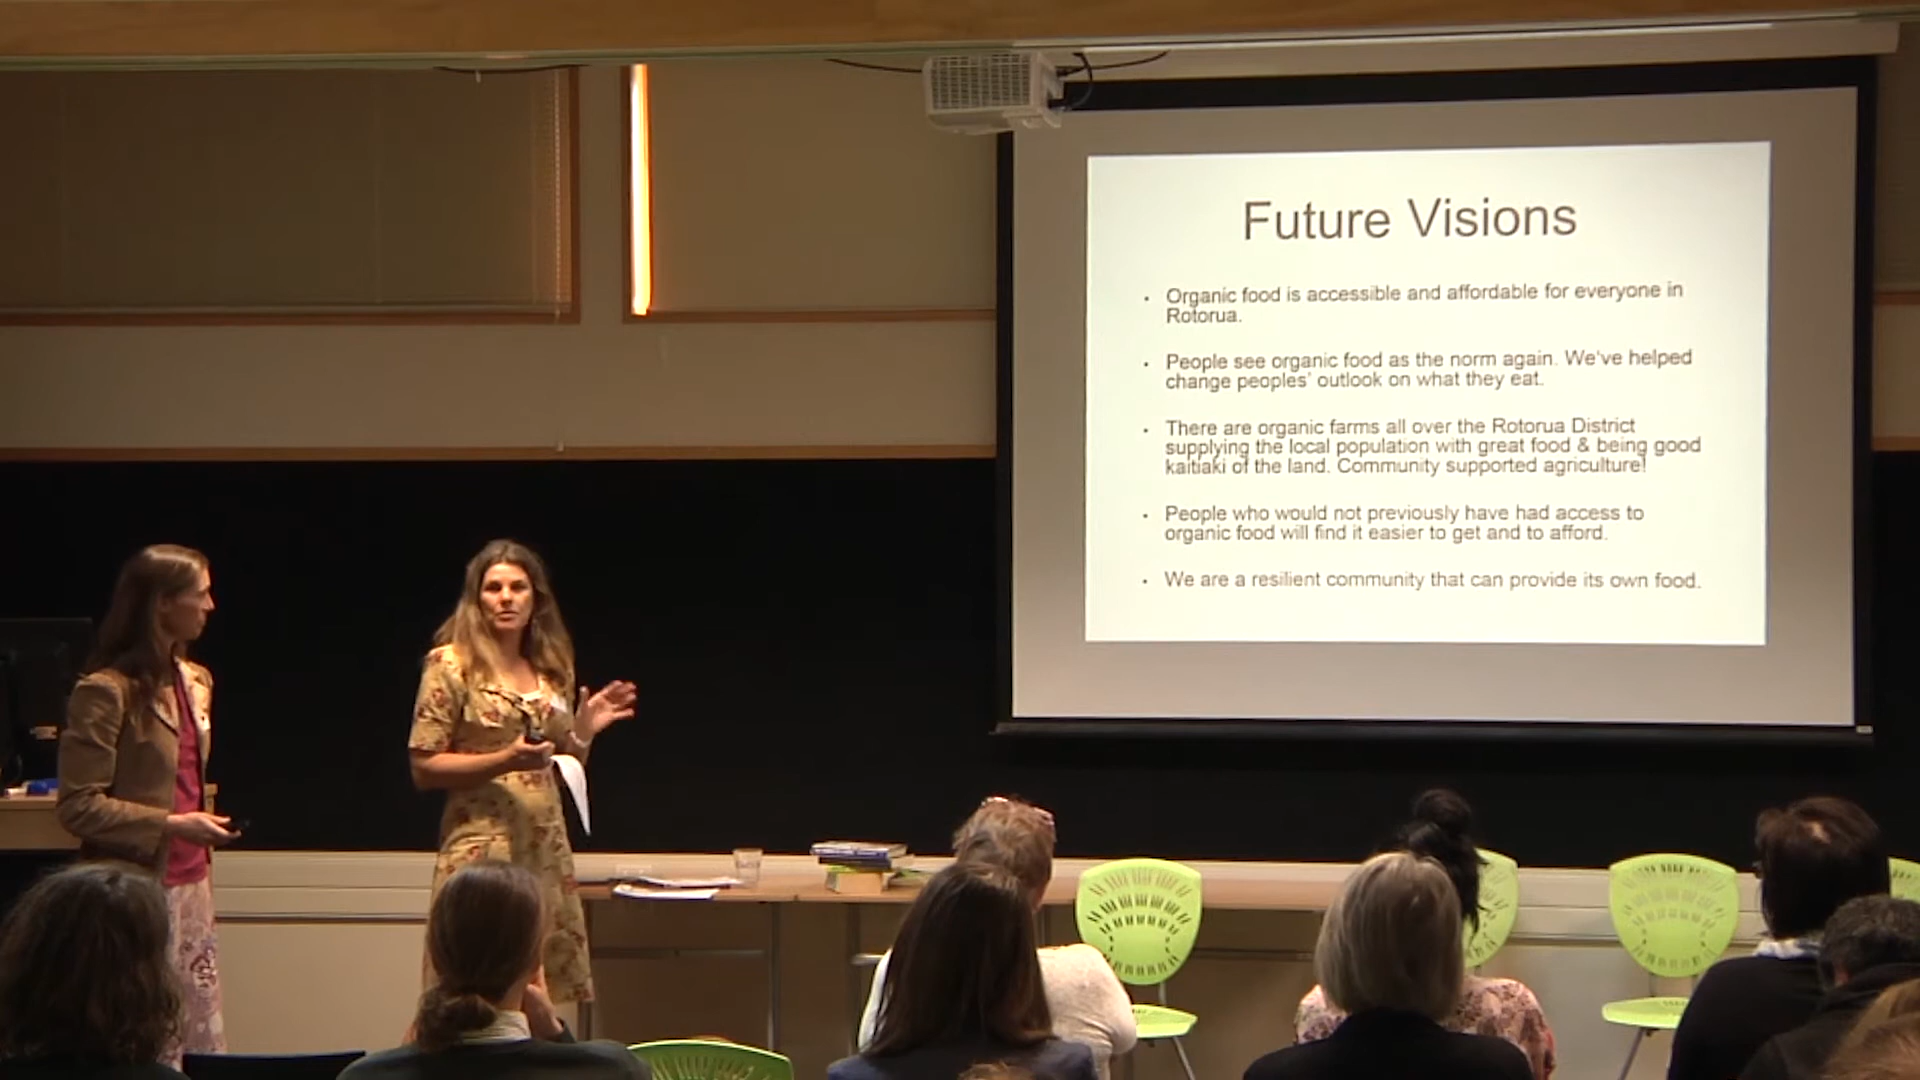 Future Visions
• Organic food is accessible and affordable for everyone in
Rotorua.
• People see organic food as the norm again. We've helped
change peoples' outlook on what they eat.
• There are organic farms all over the Rotorua District
supplying the local population with great food & being good
kaitiaki of the land. Community supported agriculture!
• People who would not previously have had access to
organic food will find it easier to get and to afford.
• We are a resilient community that can provide its own food.